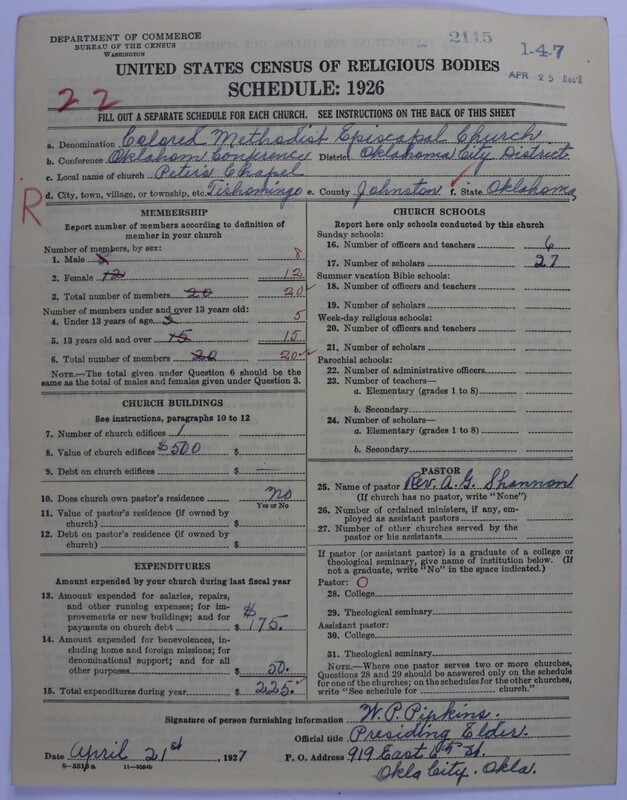 DEPARTMENT OF COMMERCE
BUREAU OF THE CENSUS
WASHINGTON
2115
1-4-7
APR 25 Rec'd
UNITED STATES CENSUS OF RELIGIOUS BODIES
SCHEDULE: 1926
22
FILL OUT A SEPARATE SCHEDULE FOR EACH CHURCH. SEE INSTRUCTIONS ON THE BACK OF THIS SHEET
a. Denomination Colored Methodist Episcopal Church
b. Conference Oklahom Conference District Oklahoma City District.
c. Local name of church Peters Chapel
R
d. City, town, village, or township, etc. Tishomingo e. County Johnston f. State Oklahoma
MEMBERSHIP
Report number of members according to definition of
member in your church
Number of members, by sex:
1. Male 8
2. Female 12 12
3. Total number of members 20 20
Number of members under and over 13 years old:
4. Under 13 years of age 5 5
5. 13 years old and over 15 15
6. Total number of members 20 20
NOTE.—The total given under Question 6 should be
same as the total of males and females given under Question 3.
CHURCH BUILDINGS
See instructions, paragraphs 10 to 12
7. Number of church edifices 1
8. Value of church edifices $500 $
9. Debt on church edifices $ —
10. Does church own pastor's residence no
Yes or No
11. Value of pastor's residence (if owned by
church) $
12. Debt on pastor's residence (if owned by
church) $
EXPENDITURES
Amount expended by your church during last fiscal year
13. Amount expended for salaries, repairs,
and other running expenses; for im-
provements or new buildings; and for
payments on church debt $ $175.
14. Amount expended for benevolences, in-
cluding home and foreign missions; for
denominational support; and for all
other purposes $ 50.
15. Total expenditures during year $ 225.
CHURCH SCHOOLS
Report here only schools conducted by this church
Sunday schools:
16. Number of officers and teachers 6
17. Number of scholars 27
Summer vacation Bible schools:
18. Number of officers and teachers
19. Number of scholars
Week-day religious schools:
20. Number of officers and teachers
21. Number of scholars
Parochial schools:
22. Number of administrative officers
23. Number of teachers—
a. Elementary (grades 1 to 8)
b. Secondary
24. Number of scholars—
a. Elementary (grades 1 to 8)
b. Secondary
PASTOR
25. Name of pastor Rev. A. G. Shannon
(If church has no pastor, write "None")
26. Number of ordained ministers, if any, em-
ployed as assistant pastors
27. Number of other churches served by the
pastor or his assistants
If pastor (or assistant pastor) is a graduate of a college or
theological seminary, give name of institution below. (If
not a graduate, write "No" in the space indicated.)
Pastor: O
28. College
29. Theological seminary
Assistant pastor:
30. College
31. Theological seminary
NOTE.—Where one pastor serves two or more churches,
Questions 28 and 29 should be answered only on the schedule
for one of the churches; on the schedules for the other churches,
write "See schedule for church."
Signature of person furnishing information W. P. Pipkins.
Official title Presiding Elder.
Date April 21st, 1927 P. O. Address 919 East 6th St.
Okla City. Okla.
8-5518a 11-9284b